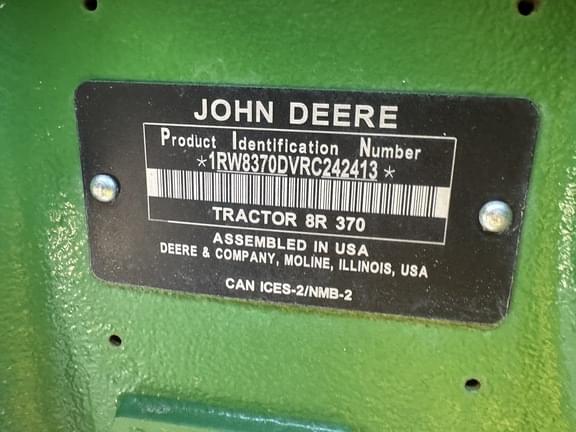 JOHN DEERE
Product Identification Number
*1RW8370DVRC242413*
TRACTOR 8R 370
ASSEMBLED IN USA
DEERE & COMPANY, MOLINE, ILLINOIS, USA
CAN ICES-2/NMB-2